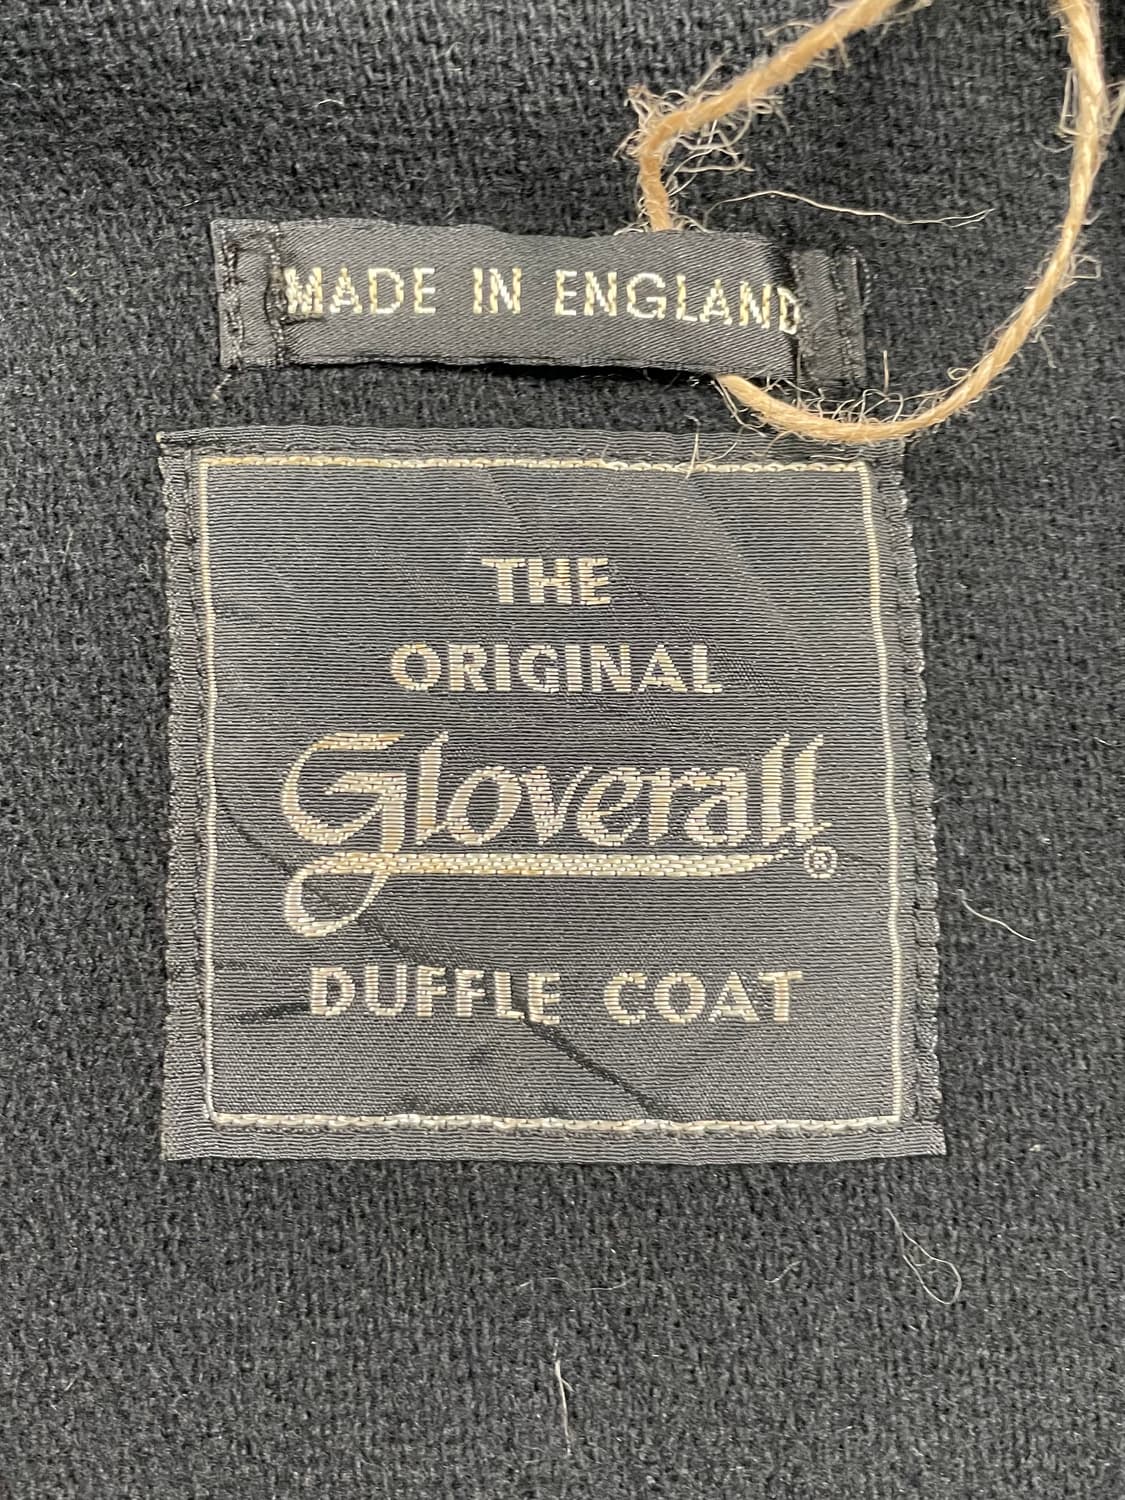 MADE IN ENGLAND
THE
ORIGINAL
Gloverall®
DUFFLE COAT